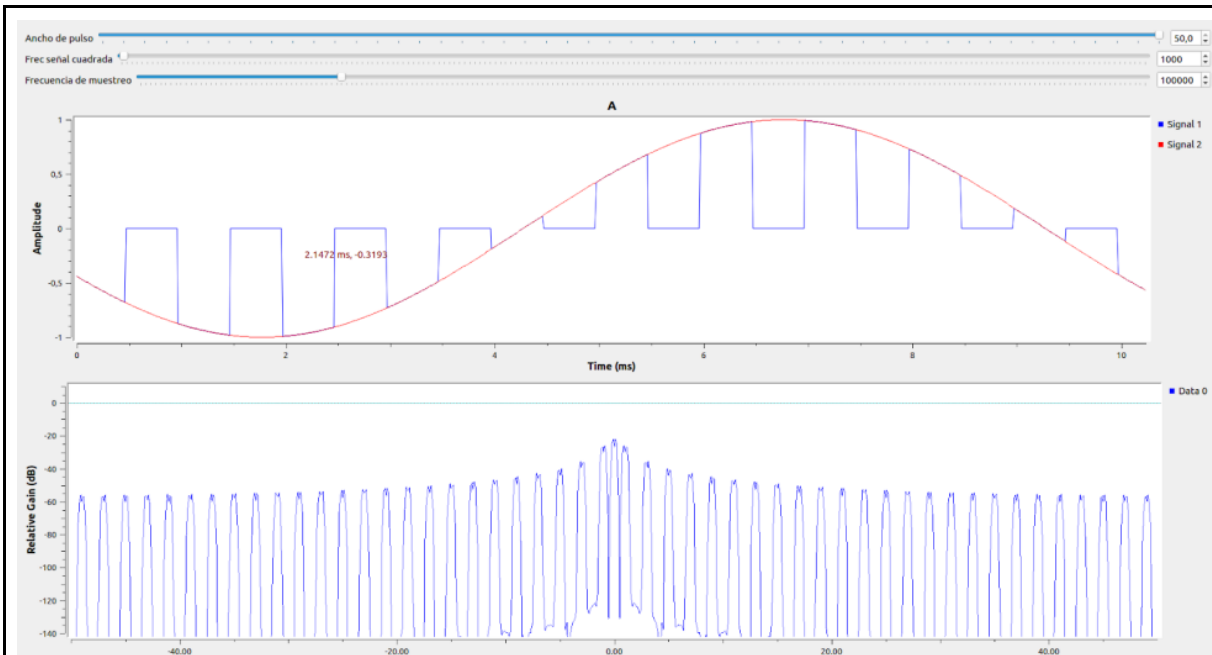 Ancho de pulso 50,0
Frec señal cuadrada 1000
Frecuencia de muestreo 100000
A
Signal 1
Signal 2
Amplitude
1
0,5
0
-0,5
-1
2.1472 ms, -0.3193
0 2 4 6 8 10
Time (ms)
Data 0
Relative Gain (dB)
0
-20
-40
-60
-80
-100
-120
-140
-40.00 -20.00 0.00 20.00 40.00